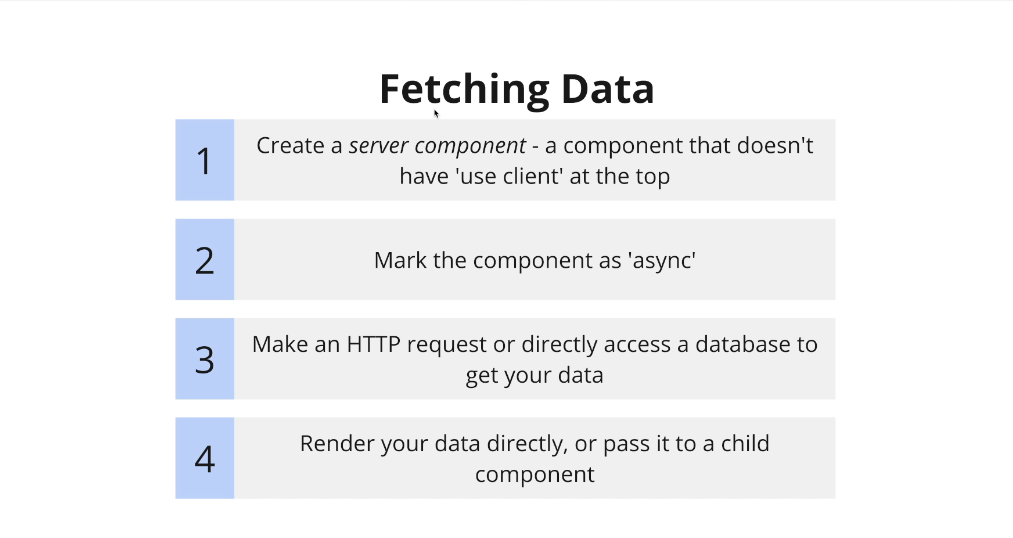 Fetching Data
1
Create a server component - a component that doesn't
have 'use client' at the top
2
Mark the component as 'async'
3
Make an HTTP request or directly access a database to
get your data
4
Render your data directly, or pass it to a child
component